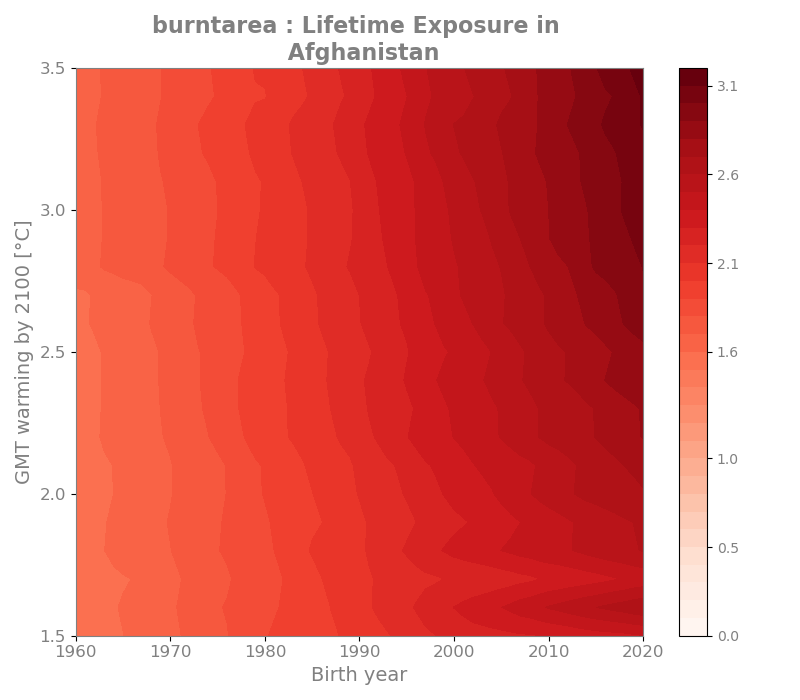 burntarea : Lifetime Exposure in
Afghanistan
GMT warming by 2100 [°C]
3.5
3.0
2.5
2.0
1.5
1960 1970 1980 1990 2000 2010 2020
Birth year
3.1
2.6
2.1
1.6
1.0
0.5
0.0